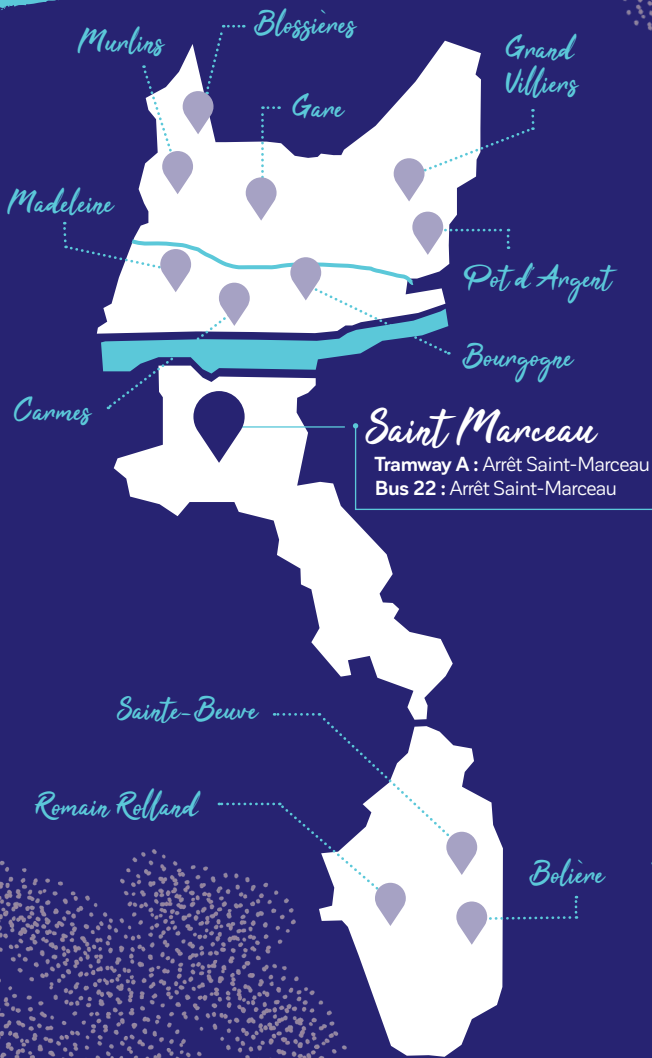 Blossières
Murlins
Grand
Villiers
Gare
Madeleine
Pot d'Argent
Bourgogne
Carmes
Saint Marceau
Tramway A : Arrêt Saint-Marceau
Bus 22 : Arrêt Saint-Marceau
Sainte-Beuve
Romain Rolland
Bolière